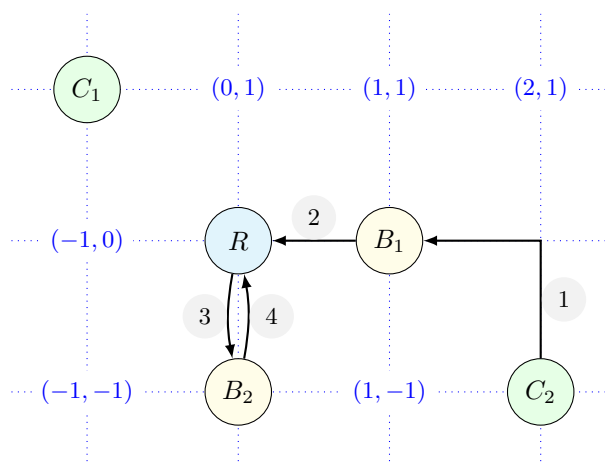 C₁ (0, 1) (1, 1) (2, 1)
2
(−1, 0) R B₁
1
3 4
(−1, −1) B₂ (1, −1) C₂